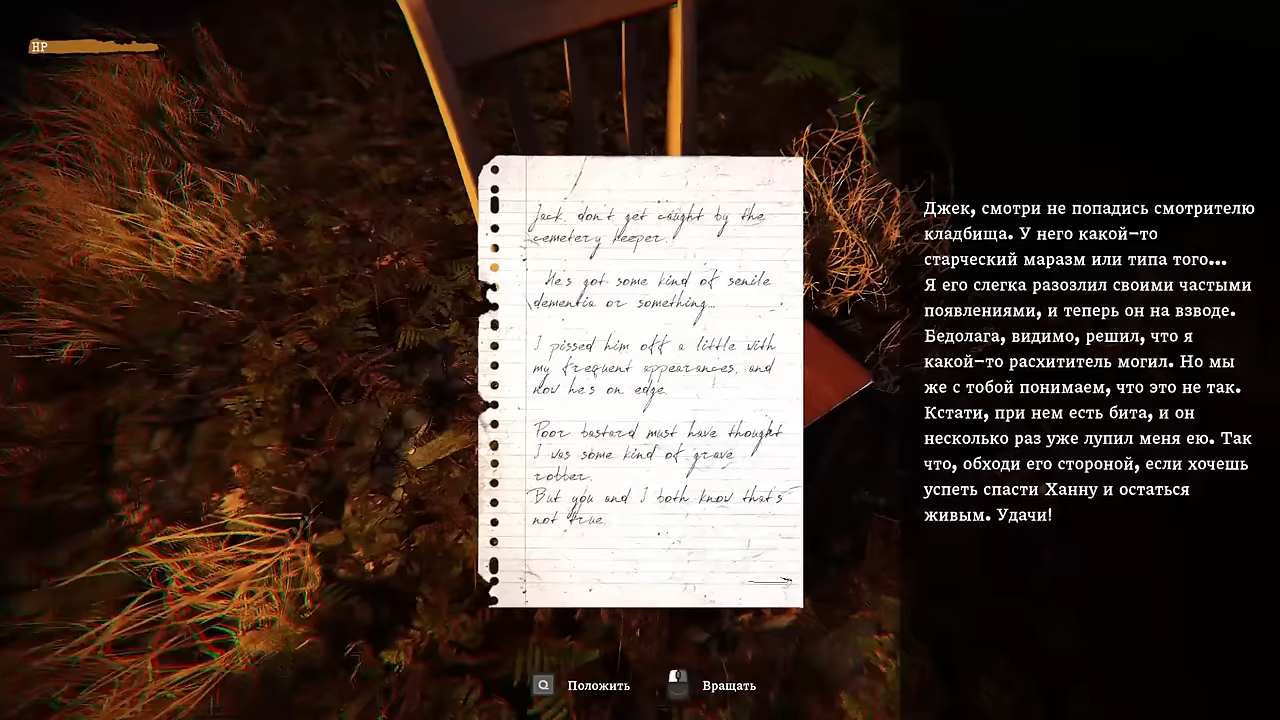 HP
Jack, don't get caught by the
cemetery keeper!
He's got some kind of senile
dementia or something...
I pissed him off a little with
my frequent appearances, and
now he's on edge.
Poor bastard must have thought
I was some kind of grave
robber.
But you and I both know that's
not true.
Джек, смотри не попадись смотрителю
кладбища. У него какой-то
старческий маразм или типа того...
Я его слегка разозлил своими частыми
появлениями, и теперь он на взводе.
Бедолага, видимо, решил, что я
какой-то расхититель могил. Но мы
же с тобой понимаем, что это не так.
Кстати, при нем есть бита, и он
несколько раз уже лупил меня ею. Так
что, обходи его стороной, если хочешь
успеть спасти Ханну и остаться
живым. Удачи!
Q Положить Вращать